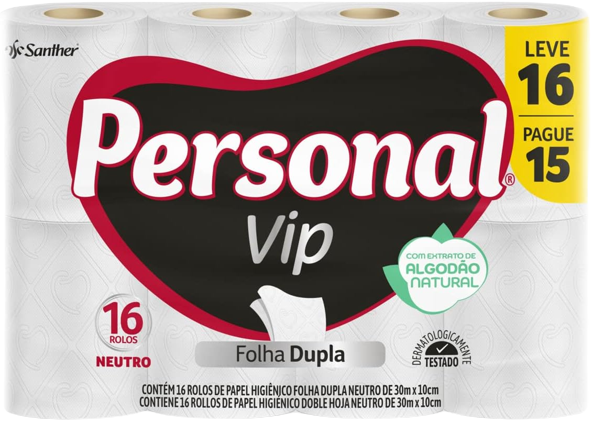 Santher
LEVE
16
PAGUE
15
Personal®
Vip
COM EXTRATO DE
ALGODÃO
NATURAL
16
ROLOS
NEUTRO
Folha Dupla
DERMATOLOGICAMENTE
TESTADO
CONTÉM 16 ROLOS DE PAPEL HIGIÊNICO FOLHA DUPLA NEUTRO DE 30m x 10cm
CONTIENE 16 ROLLOS DE PAPEL HIGIÉNICO DOBLE HOJA NEUTRO DE 30m x 10cm